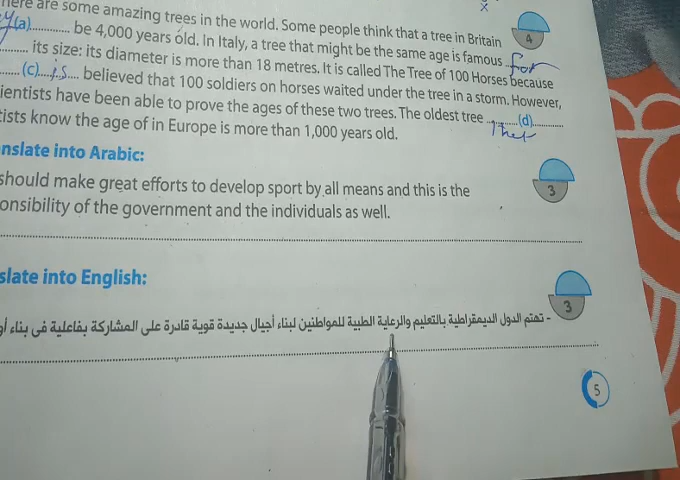 x
here are some amazing trees in the world. Some people think that a tree in Britain
y (a)............ be 4,000 years old. In Italy, a tree that might be the same age is famous ... for 4
........ its size: its diameter is more than 18 metres. It is called The Tree of 100 Horses because
......(c)....is.... believed that 100 soldiers on horses waited under the tree in a storm. However,
ientists have been able to prove the ages of these two trees. The oldest tree .........(d).........
tists know the age of in Europe is more than 1,000 years old.
nslate into Arabic:
should make great efforts to develop sport by all means and this is the 3
onsibility of the government and the individuals as well.
slate into English:
3
- تهتم الدول الديمقراطية بالتعليم والرعاية الطبية للمواطنين لبناء أجيال جديدة قوية قادرة على المشاركة بفاعلية فى بناء
5